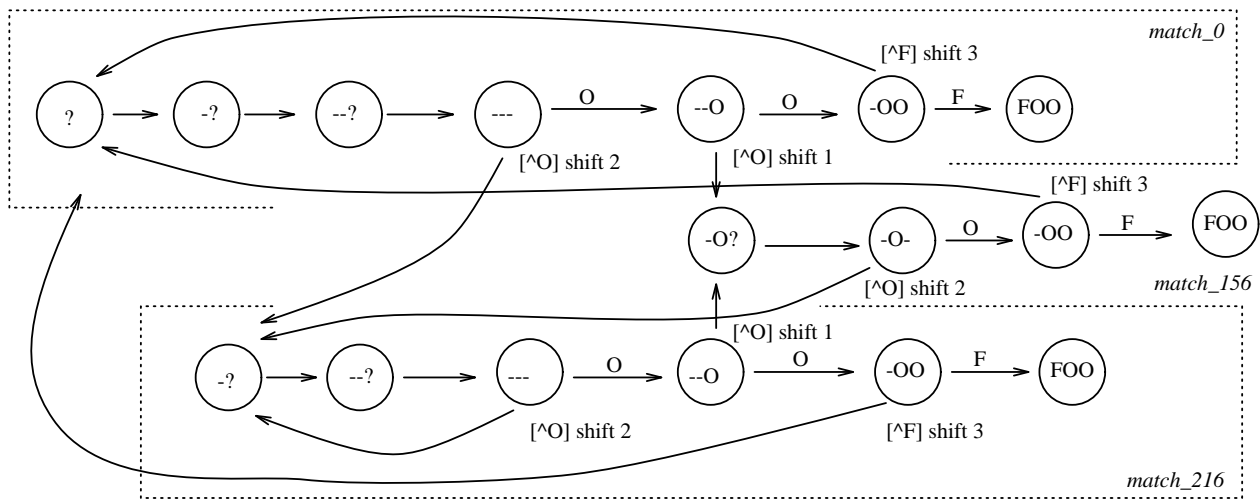 match_0
[^F] shift 3
? -? --? --- O --O O -OO F FOO
[^O] shift 2 [^O] shift 1
[^F] shift 3
-O? -O- O -OO F FOO
[^O] shift 2 match_156
[^O] shift 1
-? --? --- O --O O -OO F FOO
[^O] shift 2 [^F] shift 3
match_216